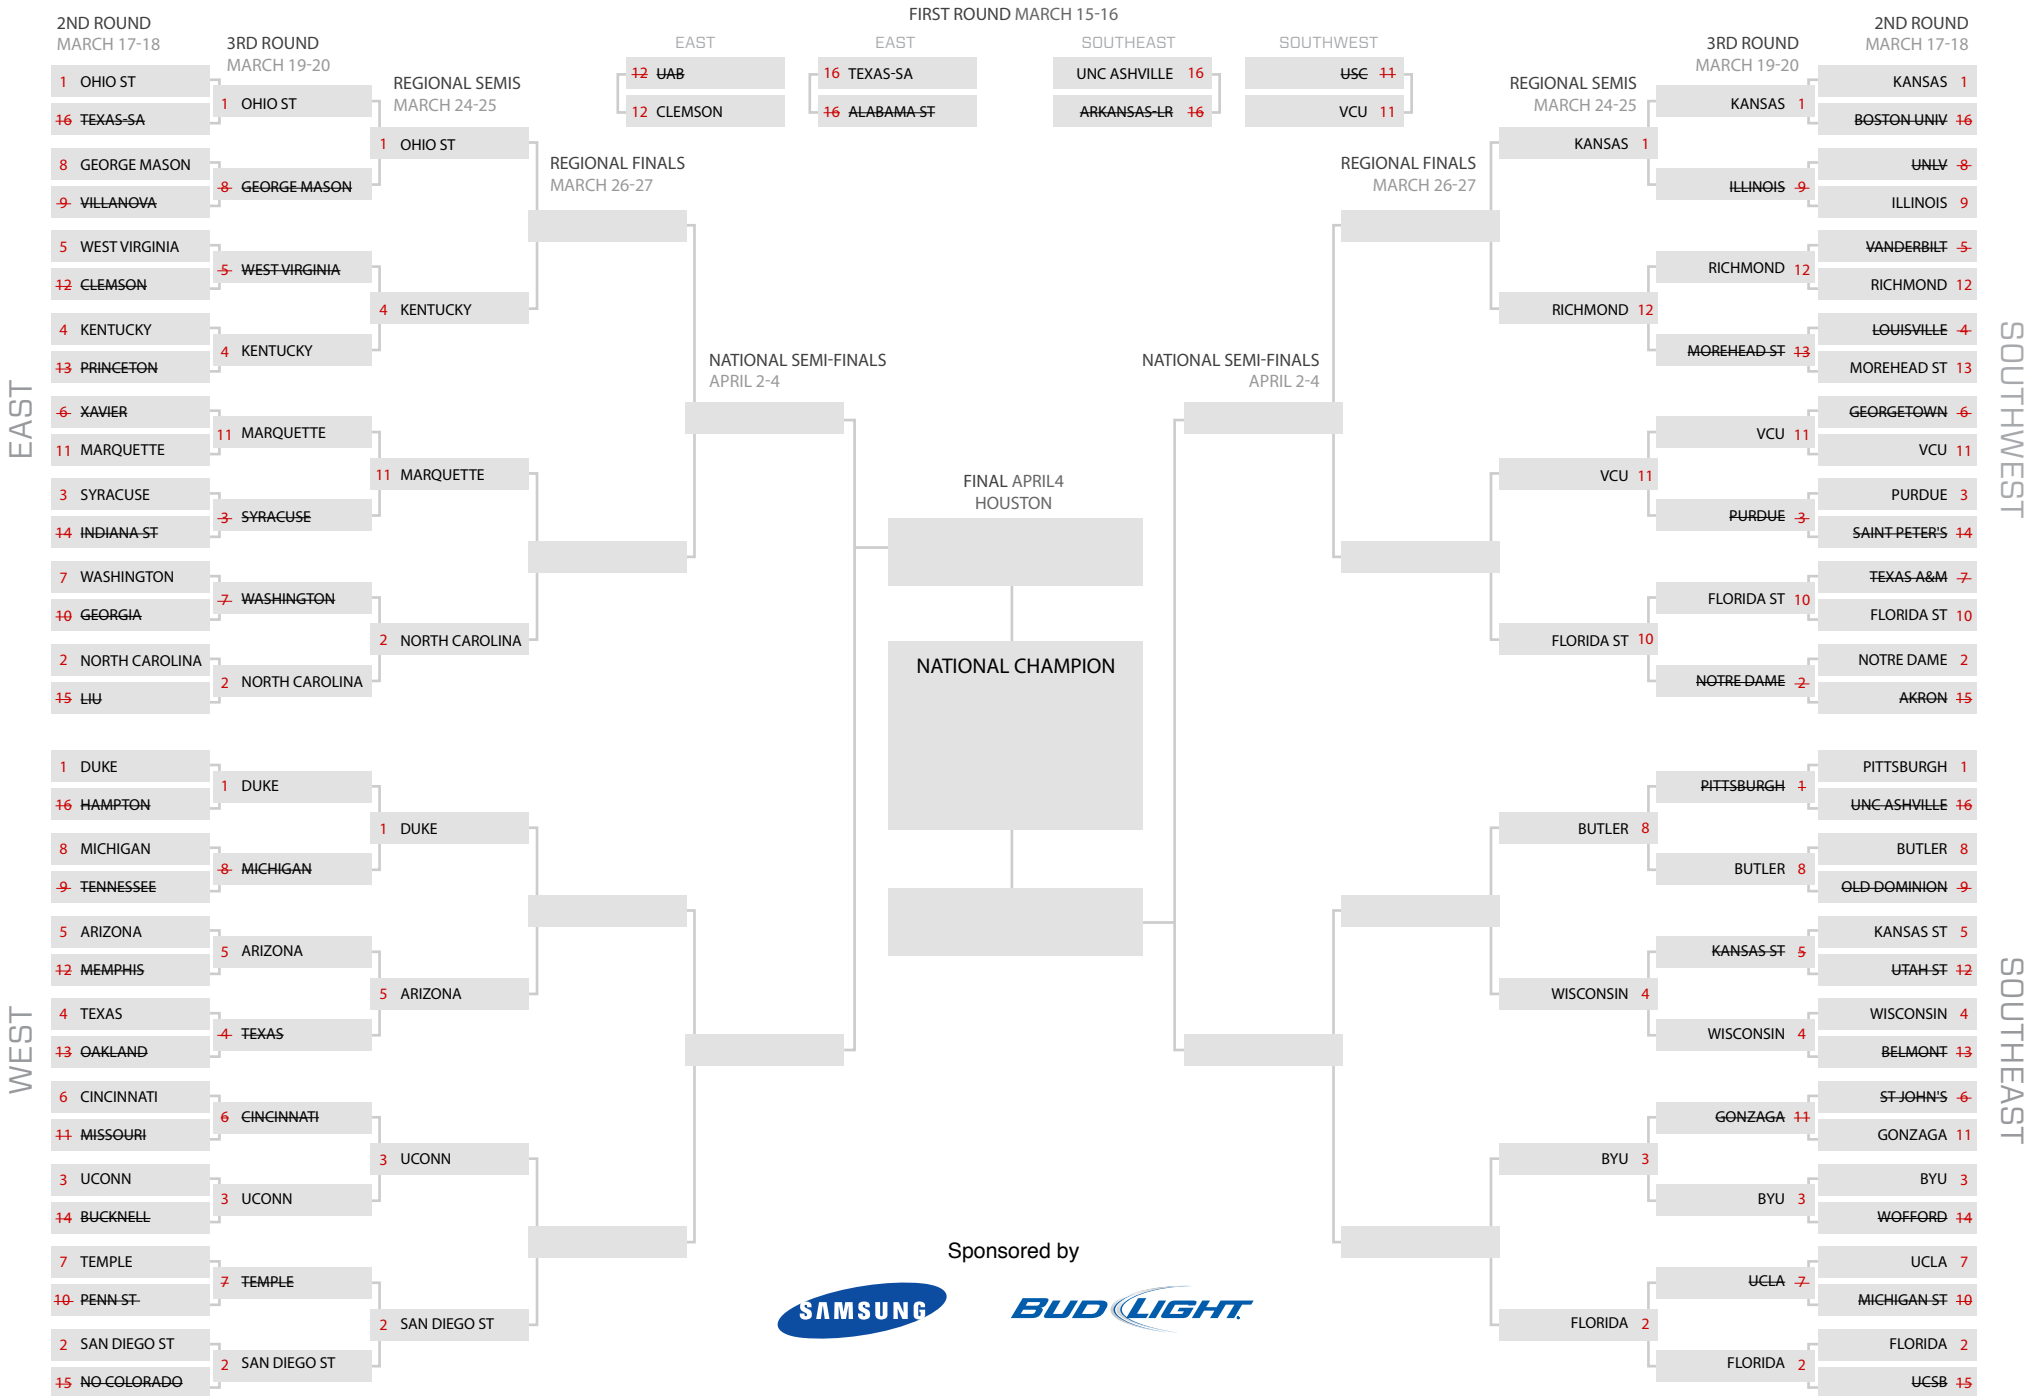 FIRST ROUND MARCH 15-16
EAST
12 UAB
12 CLEMSON
EAST
16 TEXAS-SA
16 ALABAMA ST
SOUTHEAST
UNC ASHVILLE 16
ARKANSAS-LR 16
SOUTHWEST
USC 11
VCU 11
EAST
2ND ROUND
MARCH 17-18
1 OHIO ST
16 TEXAS-SA
8 GEORGE MASON
9 VILLANOVA
5 WEST VIRGINIA
12 CLEMSON
4 KENTUCKY
13 PRINCETON
6 XAVIER
11 MARQUETTE
3 SYRACUSE
14 INDIANA ST
7 WASHINGTON
10 GEORGIA
2 NORTH CAROLINA
15 LIU
WEST
1 DUKE
16 HAMPTON
8 MICHIGAN
9 TENNESSEE
5 ARIZONA
12 MEMPHIS
4 TEXAS
13 OAKLAND
6 CINCINNATI
11 MISSOURI
3 UCONN
14 BUCKNELL
7 TEMPLE
10 PENN ST
2 SAN DIEGO ST
15 NO COLORADO
3RD ROUND
MARCH 19-20
1 OHIO ST
8 GEORGE MASON
5 WEST VIRGINIA
4 KENTUCKY
11 MARQUETTE
3 SYRACUSE
7 WASHINGTON
2 NORTH CAROLINA
1 DUKE
8 MICHIGAN
5 ARIZONA
4 TEXAS
6 CINCINNATI
3 UCONN
7 TEMPLE
2 SAN DIEGO ST
REGIONAL SEMIS
MARCH 24-25
1 OHIO ST
4 KENTUCKY
11 MARQUETTE
2 NORTH CAROLINA
1 DUKE
5 ARIZONA
3 UCONN
2 SAN DIEGO ST
REGIONAL FINALS
MARCH 26-27
NATIONAL SEMI-FINALS
APRIL 2-4
FINAL APRIL4
HOUSTON
NATIONAL CHAMPION
Sponsored by
SAMSUNG
BUD LIGHT.
NATIONAL SEMI-FINALS
APRIL 2-4
REGIONAL FINALS
MARCH 26-27
REGIONAL SEMIS
MARCH 24-25
KANSAS 1
RICHMOND 12
VCU 11
FLORIDA ST 10
BUTLER 8
WISCONSIN 4
BYU 3
FLORIDA 2
3RD ROUND
MARCH 19-20
KANSAS 1
ILLINOIS 9
RICHMOND 12
MOREHEAD ST 13
VCU 11
PURDUE 3
FLORIDA ST 10
NOTRE DAME 2
PITTSBURGH 1
BUTLER 8
KANSAS ST 5
WISCONSIN 4
GONZAGA 11
BYU 3
UCLA 7
FLORIDA 2
2ND ROUND
MARCH 17-18
KANSAS 1
BOSTON UNIV 16
UNLV 8
ILLINOIS 9
VANDERBILT 5
RICHMOND 12
LOUISVILLE 4
MOREHEAD ST 13
GEORGETOWN 6
VCU 11
PURDUE 3
SAINT PETER'S 14
TEXAS A&M 7
FLORIDA ST 10
NOTRE DAME 2
AKRON 15
SOUTHWEST
PITTSBURGH 1
UNC ASHVILLE 16
BUTLER 8
OLD DOMINION 9
KANSAS ST 5
UTAH ST 12
WISCONSIN 4
BELMONT 13
ST JOHN'S 6
GONZAGA 11
BYU 3
WOFFORD 14
UCLA 7
MICHIGAN ST 10
FLORIDA 2
UCSB 15
SOUTHEAST